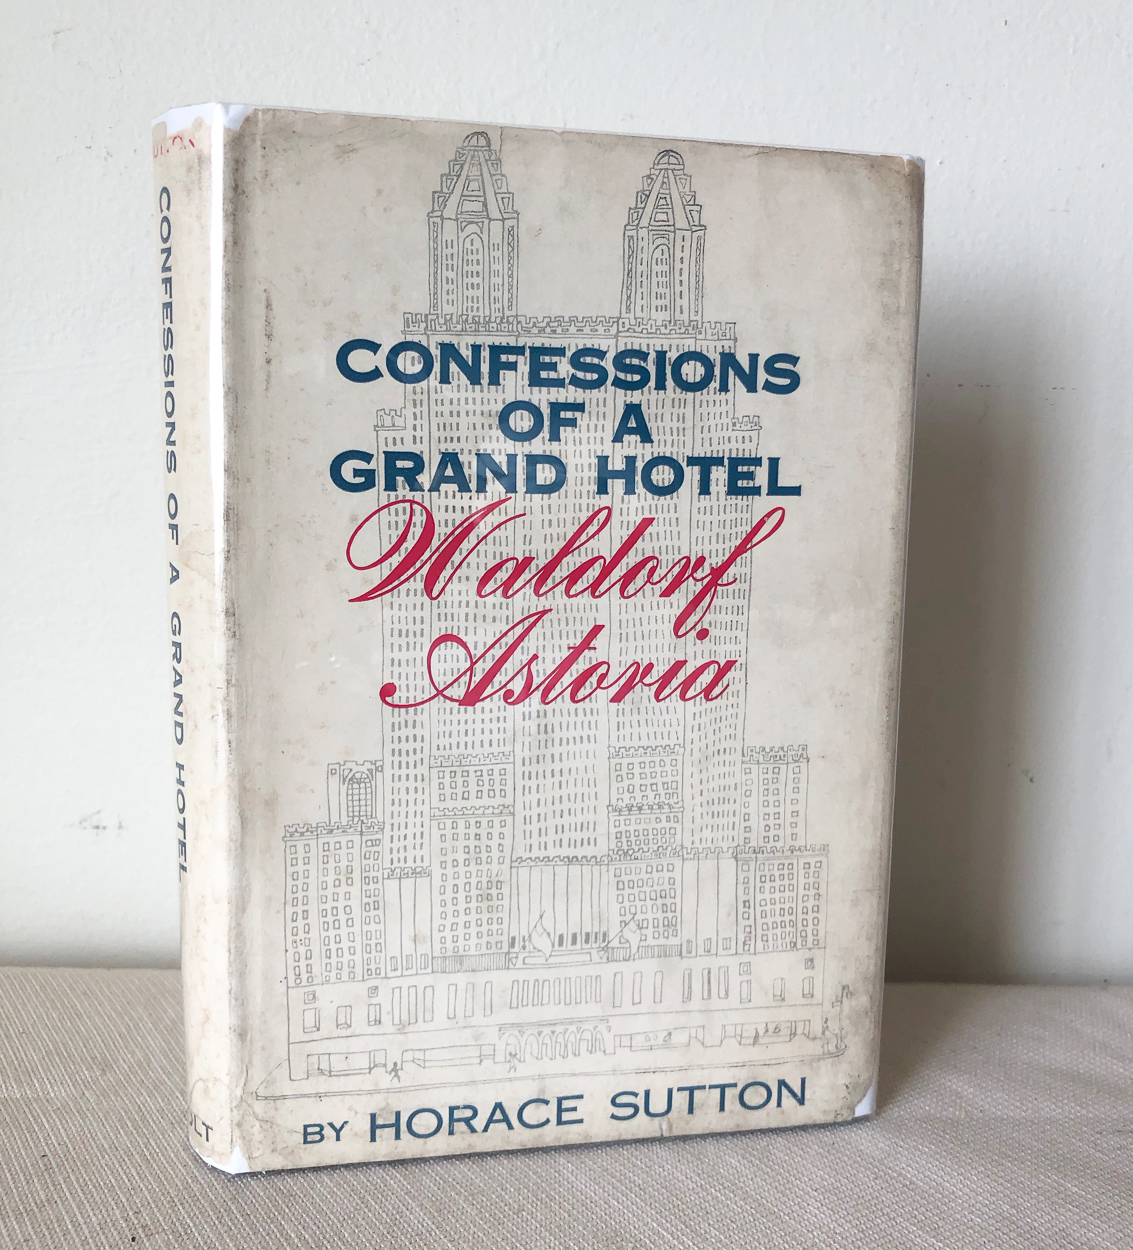 CONFESSIONS OF A GRAND HOTEL
CONFESSIONS
OF A
GRAND HOTEL
Waldorf
Astoria
BY HORACE SUTTON